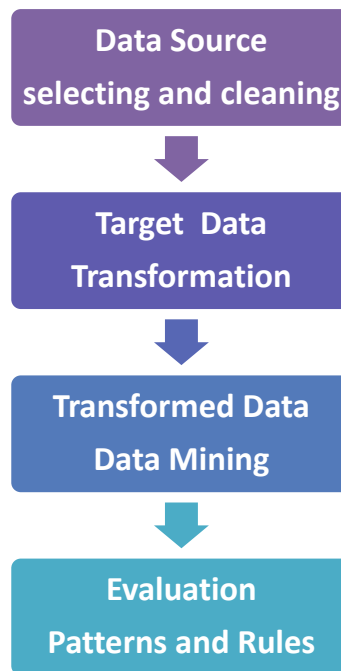 Data Source
selecting and cleaning
Target Data
Transformation
Transformed Data
Data Mining
Evaluation
Patterns and Rules